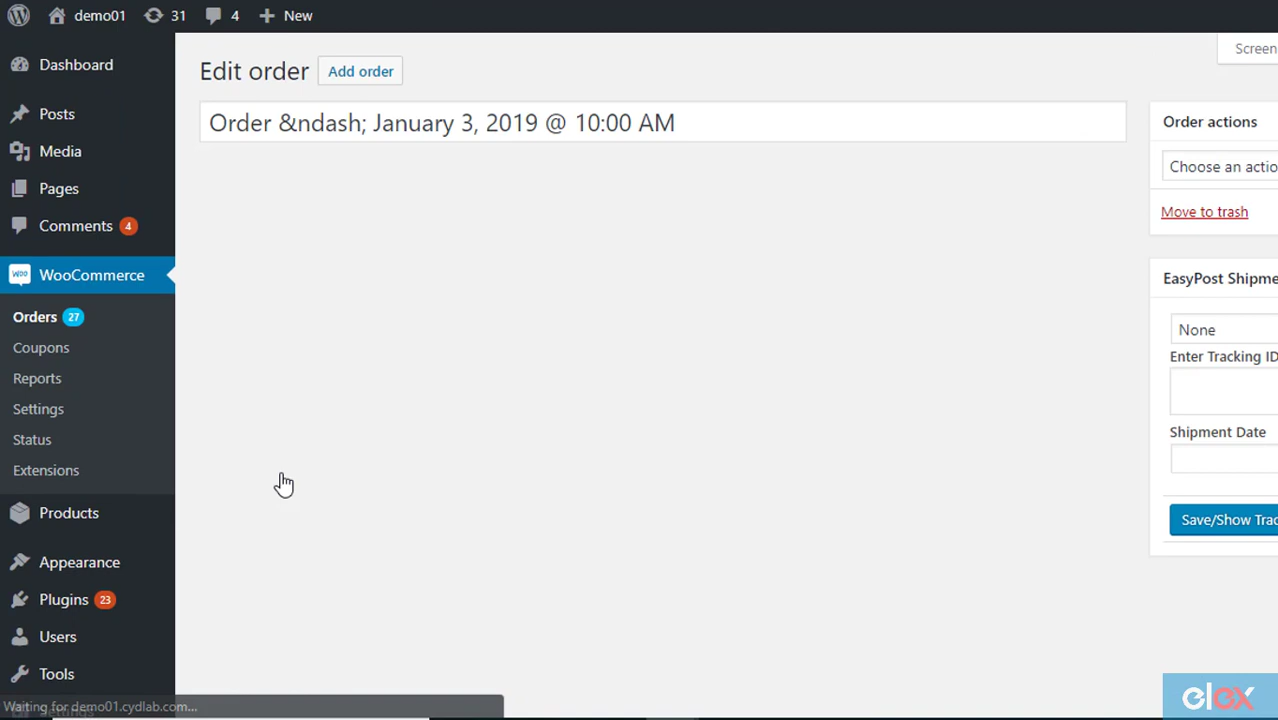 demo01 31 4 New
Screen
Dashboard
Posts
Media
Pages
Comments 4
WooCommerce
Orders 27
Coupons
Reports
Settings
Status
Extensions
Products
Appearance
Plugins 23
Users
Tools
Settings
Edit order Add order
Order &ndash; January 3, 2019 @ 10:00 AM
Order actions
Choose an actio
Move to trash
EasyPost Shipme
None
Enter Tracking ID
Shipment Date
Save/Show Trac
Waiting for demo01.cydlab.com...
elex